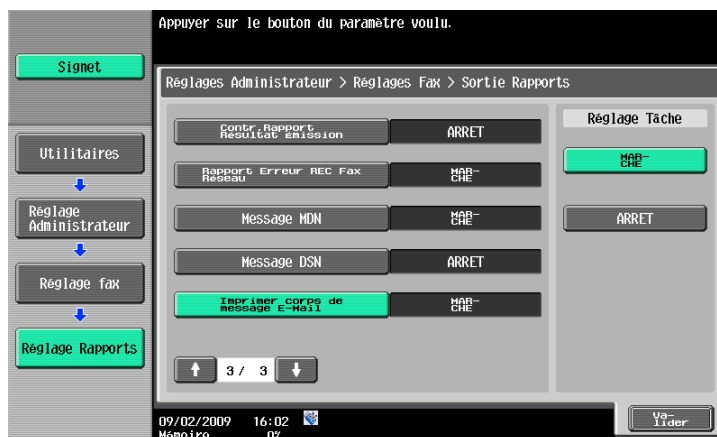 Appuyer sur le bouton du paramètre voulu.
Signet
Réglages Administrateur > Réglages Fax > Sortie Rapports
Utilitaires
Réglage
Administrateur
Réglage fax
Réglage Rapports
Contr.Rapport
Résultat émission
ARRET
Rapport Erreur REC Fax
Réseau
MAR-
CHE
Message MDN
MAR-
CHE
Message DSN
ARRET
Imprimer corps de
message E-Mail
MAR-
CHE
3/ 3
Réglage Tâche
MAR-
CHE
ARRET
09/02/2009 16:02
Mémoire 0%
Va-
lider